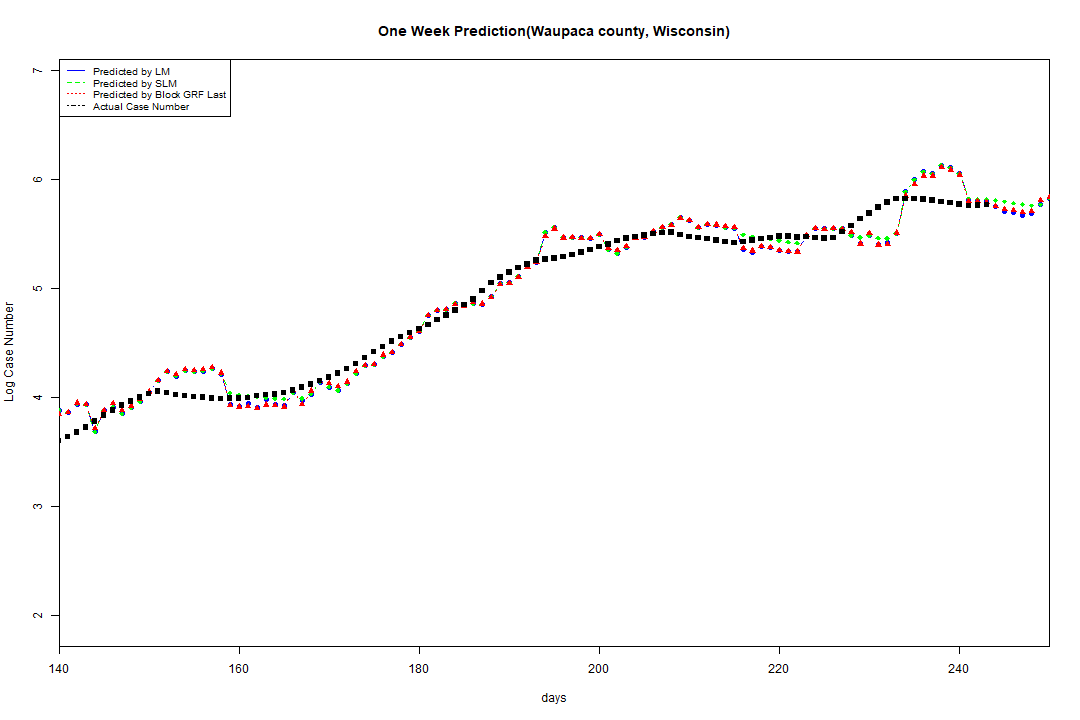 One Week Prediction(Waupaca county, Wisconsin)
Predicted by LM
Predicted by SLM
Predicted by Block GRF Last
Actual Case Number
7
6
5
4
3
2
Log Case Number
140 160 180 200 220 240
days